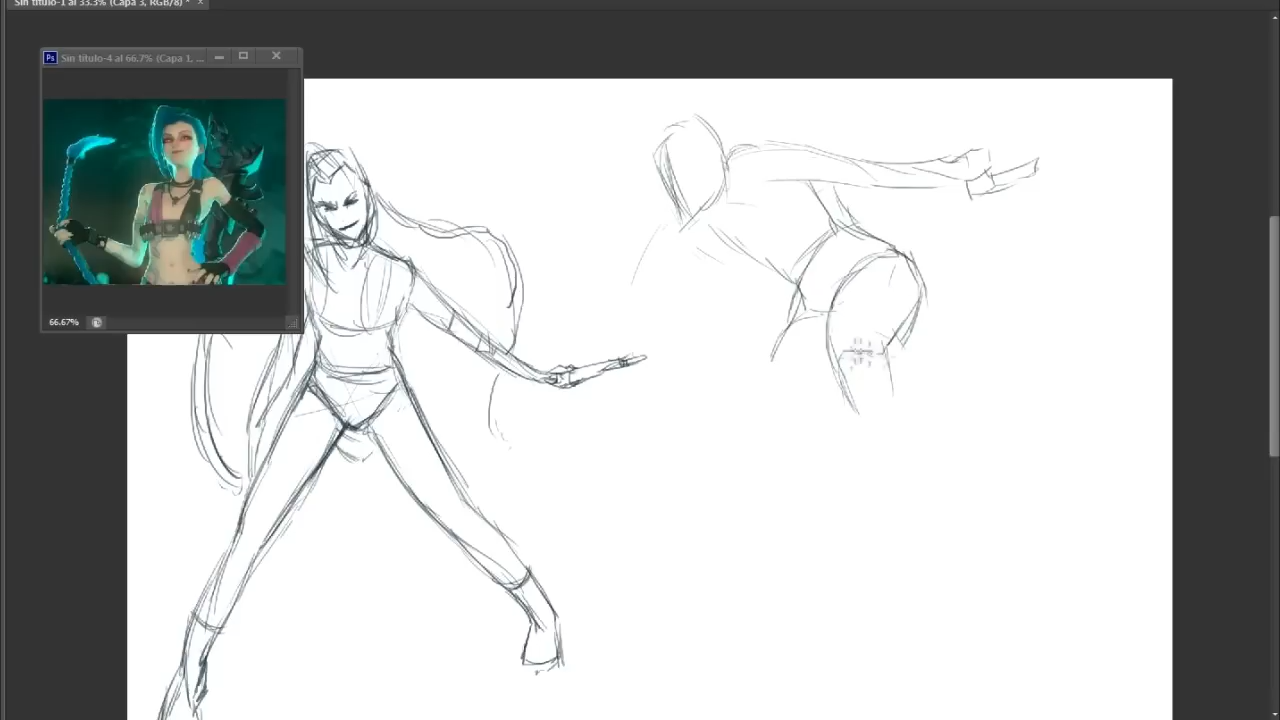 Sin título-1 al 33.3% (Capa 3, RGB/8) * ×
Ps Sin título-4 al 66.7% (Capa 1, ...
66.67%